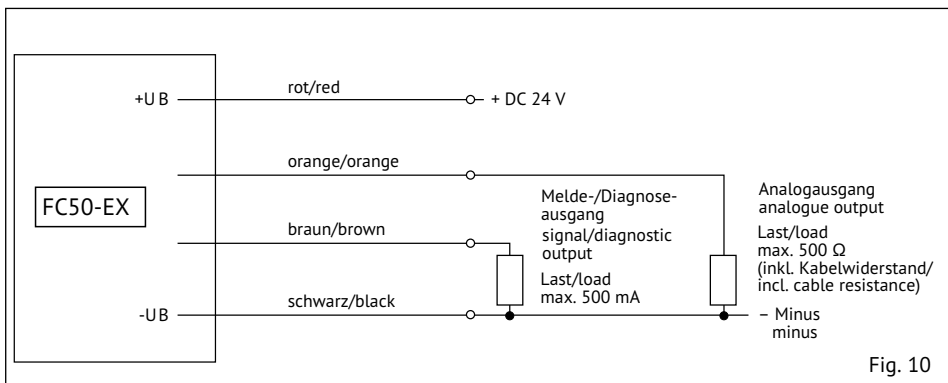 rot/red
+U B
+ DC 24 V
orange/orange
FC50-EX
Melde-/Diagnose-
ausgang
signal/diagnostic
output
Last/load
max. 500 mA
Analogausgang
analogue output
Last/load
max. 500 Ω
(inkl. Kabelwiderstand/
incl. cable resistance)
braun/brown
schwarz/black
-U B
– Minus
minus
Fig. 10